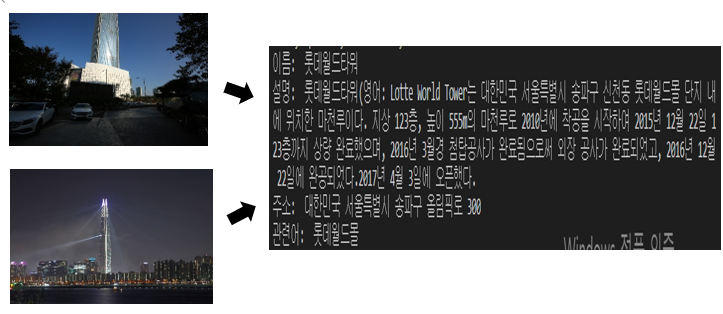 이름: 롯데월드타워
설명: 롯데월드타워(영어: Lotte World Tower는 대한민국 서울특별시 송파구 신천동 롯데월드몰 단지 내
에 위치한 마천루이다. 지상 123층, 높이 555m의 마천루로 2010년에 착공을 시작하여 2015년 12월 22일 1
23층까지 상량 완료했으며, 2016년 3월경 첨탑공사가 완료됨으로써 외장 공사가 완료되었고, 2016년 12월
22일에 완공되었다.2017년 4월 3일에 오픈했다.
주소: 대한민국 서울특별시 송파구 올림픽로 300
관련어: 롯데월드몰
Windows 정품 인증